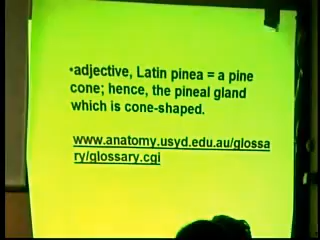 •adjective, Latin pinea = a pine
cone; hence, the pineal gland
which is cone-shaped.
www.anatomy.usyd.edu.au/glossa
ry/glossary.cgi